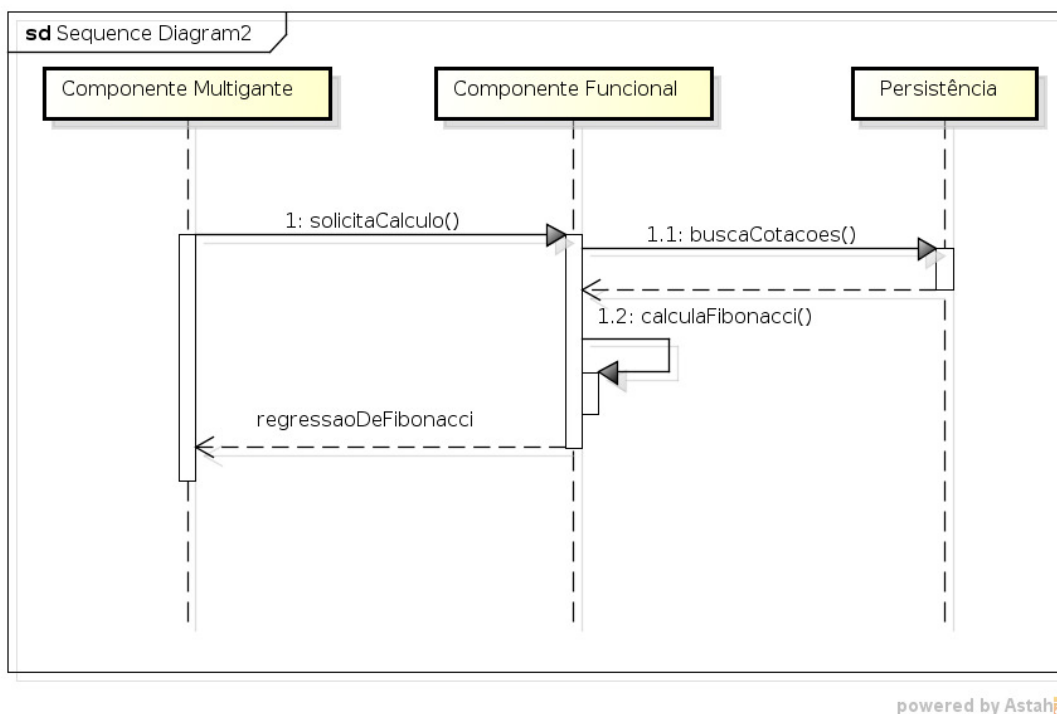 sd Sequence Diagram2
Componente Multigante
Componente Funcional
Persistência
1: solicitaCalculo()
1.1: buscaCotacoes()
1.2: calculaFibonacci()
regressaoDeFibonacci
powered by Astah